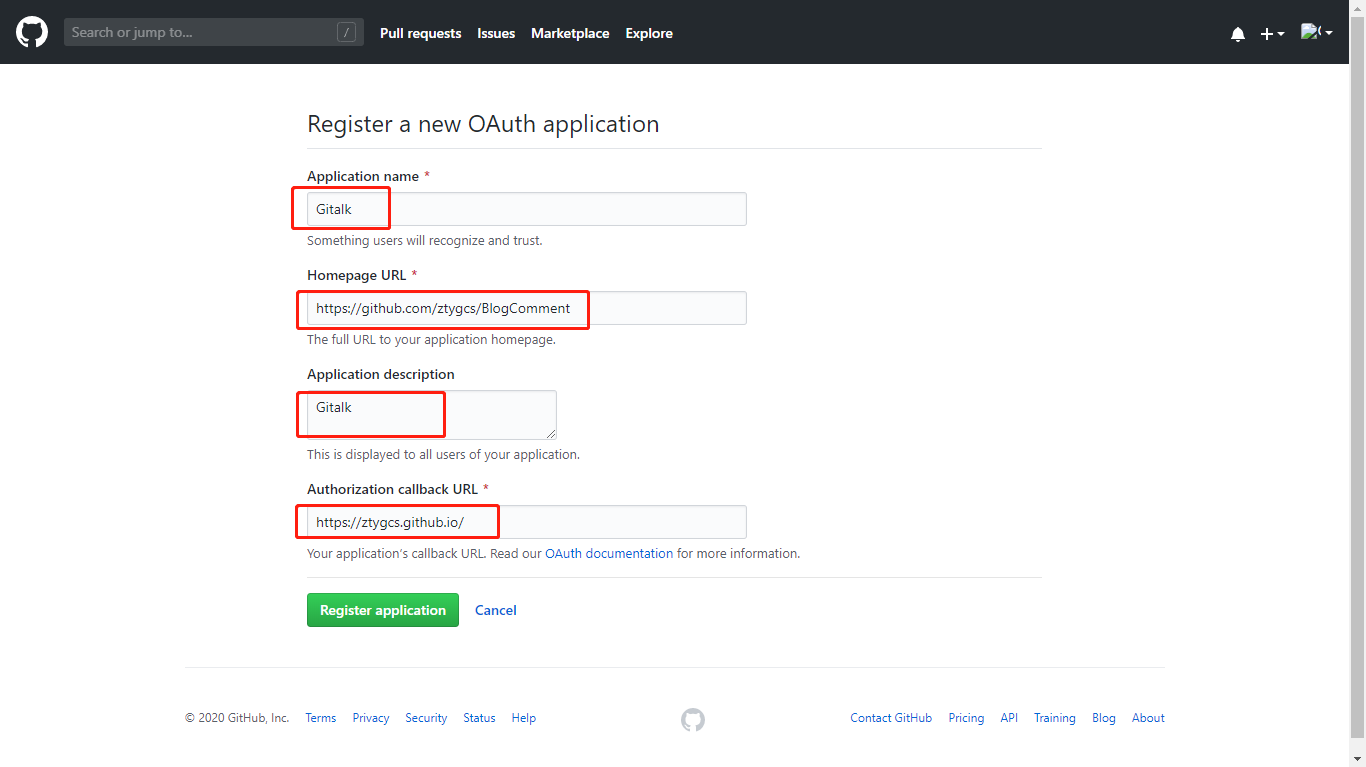 Search or jump to... /
Pull requests Issues Marketplace Explore
Register a new OAuth application
Application name *
Gitalk
Something users will recognize and trust.
Homepage URL *
https://github.com/ztygcs/BlogComment
The full URL to your application homepage.
Application description
Gitalk
This is displayed to all users of your application.
Authorization callback URL *
https://ztygcs.github.io/
Your application's callback URL. Read our OAuth documentation for more information.
Register application Cancel
© 2020 GitHub, Inc. Terms Privacy Security Status Help Contact GitHub Pricing API Training Blog About